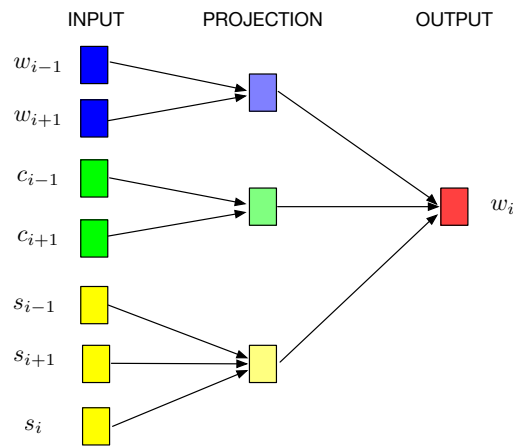 INPUT PROJECTION OUTPUT
w_{i-1}
w_{i+1}
c_{i-1}
w_i
c_{i+1}
s_{i-1}
s_{i+1}
s_i